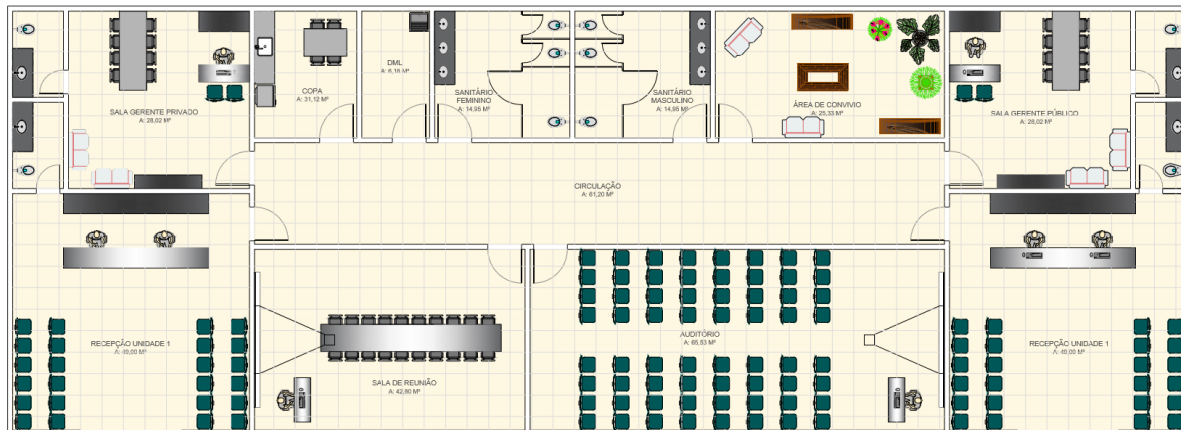 DML
A: 6,18 M²
COPA
A: 31,12 M²
SANITÁRIO
FEMININO
A: 14,95 M²
SANITÁRIO
MASCULINO
A: 14,95 M²
ÁREA DE CONVIVIO
A: 25,33 M²
SALA GERENTE PRIVADO
A: 28,02 M²
SALA GERENTE PÚBLICO
A: 28,02 M²
CIRCULAÇÃO
A: 61,20 M²
RECEPÇÃO UNIDADE 1
A: 49,00 M²
SALA DE REUNIÃO
A: 42,80 M²
AUDITÓRIO
A: 65,53 M²
RECEPÇÃO UNIDADE 1
A: 49,00 M²